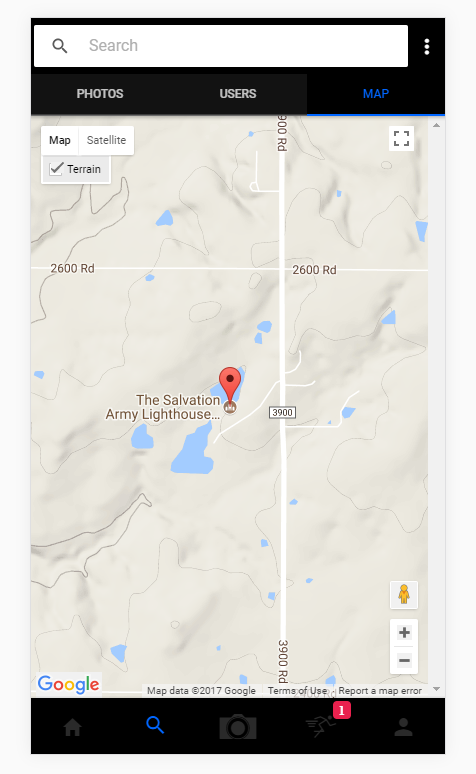 Search
PHOTOS
USERS
MAP
3900 Rd
Map
Satellite
Terrain
2600 Rd
2600 Rd
The Salvation
Army Lighthouse...
3900
3900 Rd
Google
Map data ©2017 Google
Terms of Use
Report a map error
1